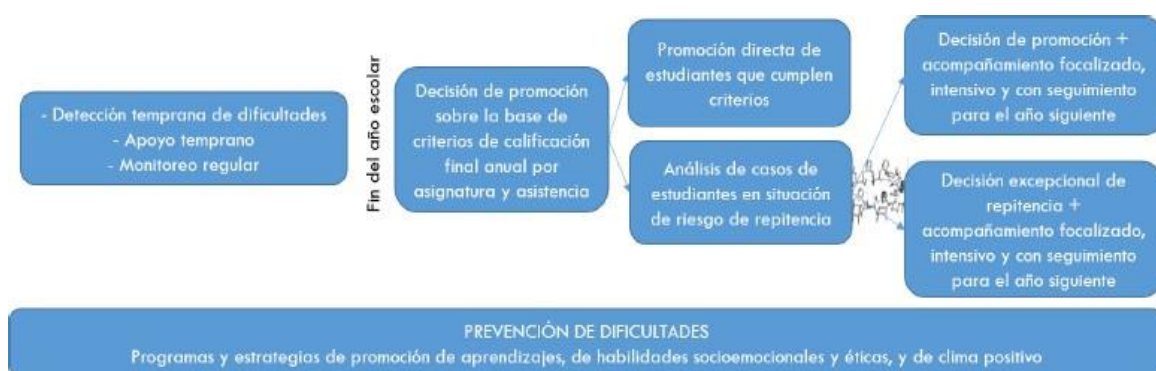 - Detección temprana de dificultades
- Apoyo temprano
- Monitoreo regular
Fin del año escolar
Decisión de promoción
sobre la base de
criterios de calificación
final anual por
asignatura y asistencia
Promoción directa de
estudiantes que cumplen
criterios
Análisis de casos de
estudiantes en situación
de riesgo de repitencia
Decisión de promoción +
acompañamiento focalizado,
intensivo y con seguimiento
para el año siguiente
Decisión excepcional de
repitencia +
acompañamiento focalizado,
intensivo y con seguimiento
para el año siguiente
PREVENCIÓN DE DIFICULTADES
Programas y estrategias de promoción de aprendizajes, de habilidades socioemocionales y éticas, y de clima positivo